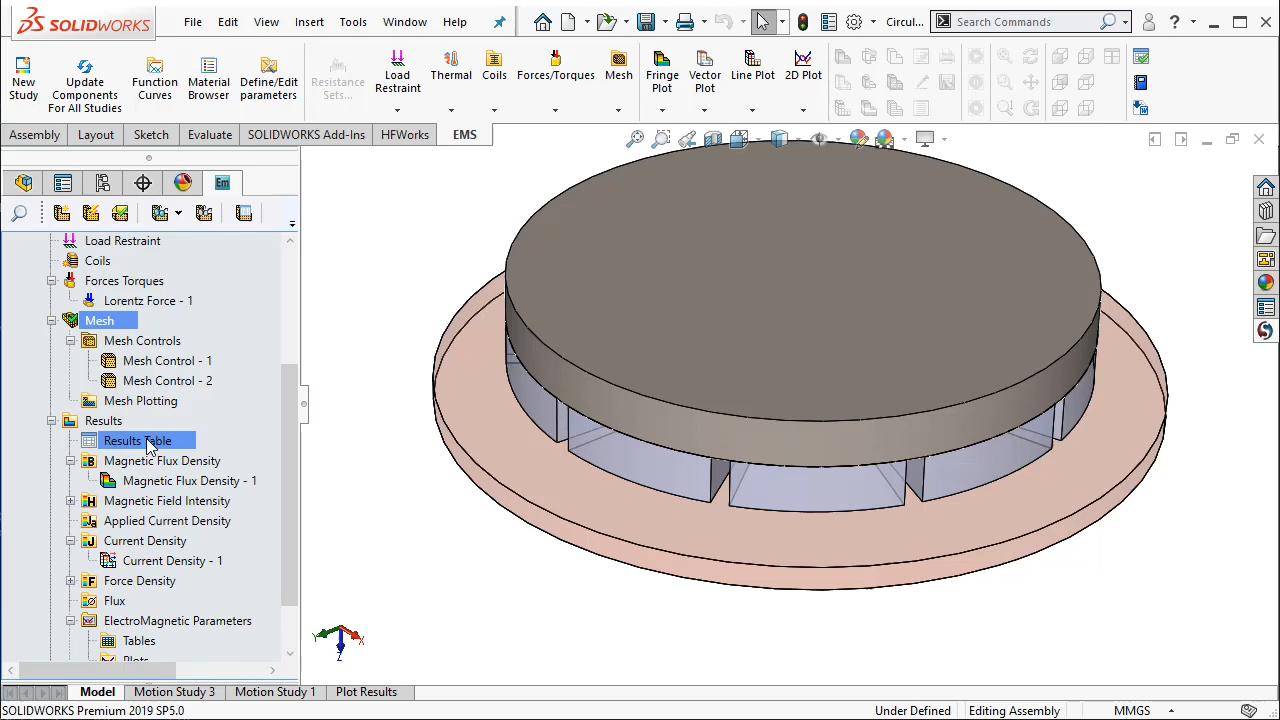 SOLIDWORKS
File Edit View Insert Tools Window Help
Circul...
Search Commands
?
New Study
Update Components For All Studies
Function Curves
Material Browser
Define/Edit parameters
Resistance Sets...
Load Restraint
Thermal
Coils
Forces/Torques
Mesh
Fringe Plot
Vector Plot
Line Plot
2D Plot
Assembly Layout Sketch Evaluate SOLIDWORKS Add-Ins HFWorks EMS
Em
Load Restraint
Coils
Forces Torques
Lorentz Force - 1
Mesh
Mesh Controls
Mesh Control - 1
Mesh Control - 2
Mesh Plotting
Results
Results Table
Magnetic Flux Density
Magnetic Flux Density - 1
Magnetic Field Intensity
Applied Current Density
Current Density
Current Density - 1
Force Density
Flux
ElectroMagnetic Parameters
Tables
Plots
Y X
Z
Model Motion Study 3 Motion Study 1 Plot Results
SOLIDWORKS Premium 2019 SP5.0
Under Defined Editing Assembly MMGS